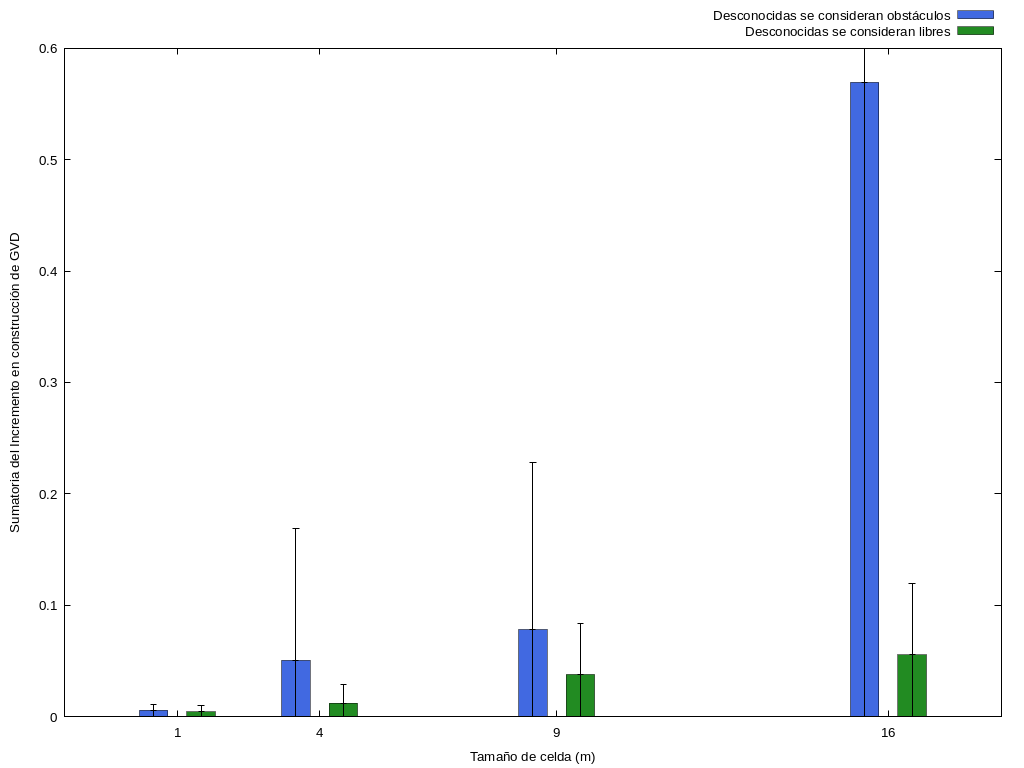 Desconocidas se consideran obstáculos
Desconocidas se consideran libres
0.6
0.5
0.4
0.3
0.2
0.1
0
Sumatoria del Incremento en construcción de GVD
1 4 9 16
Tamaño de celda (m)